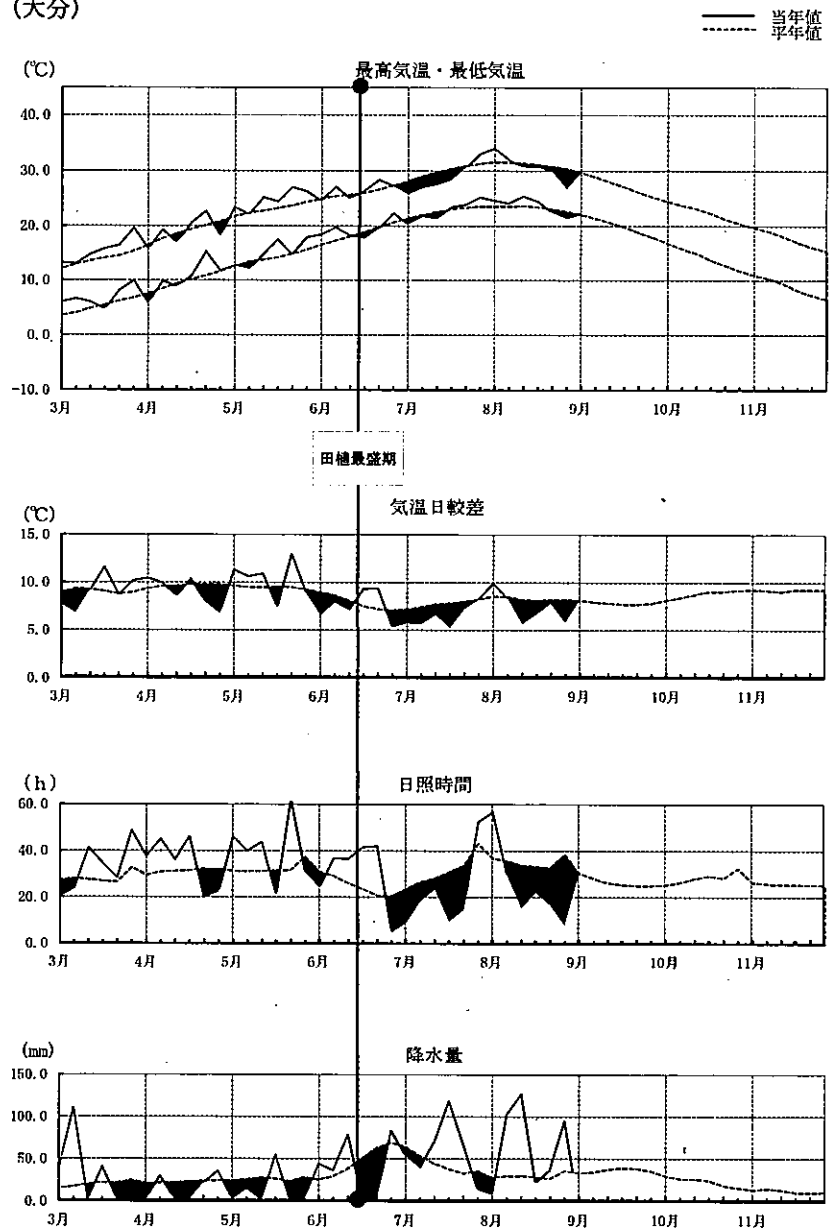 (大分)
当年値
平年値
(℃)
最高気温・最低気温
40.0
30.0
20.0
10.0
0.0
-10.0
3月 4月 5月 6月 7月 8月 9月 10月 11月
田植最盛期
(℃)
気温日較差
15.0
10.0
5.0
0.0
3月 4月 5月 6月 7月 8月 9月 10月 11月
(h)
日照時間
60.0
40.0
20.0
0.0
3月 4月 5月 6月 7月 8月 9月 10月 11月
(mm)
降水量
150.0
100.0
50.0
0.0
3月 4月 5月 6月 7月 8月 9月 10月 11月